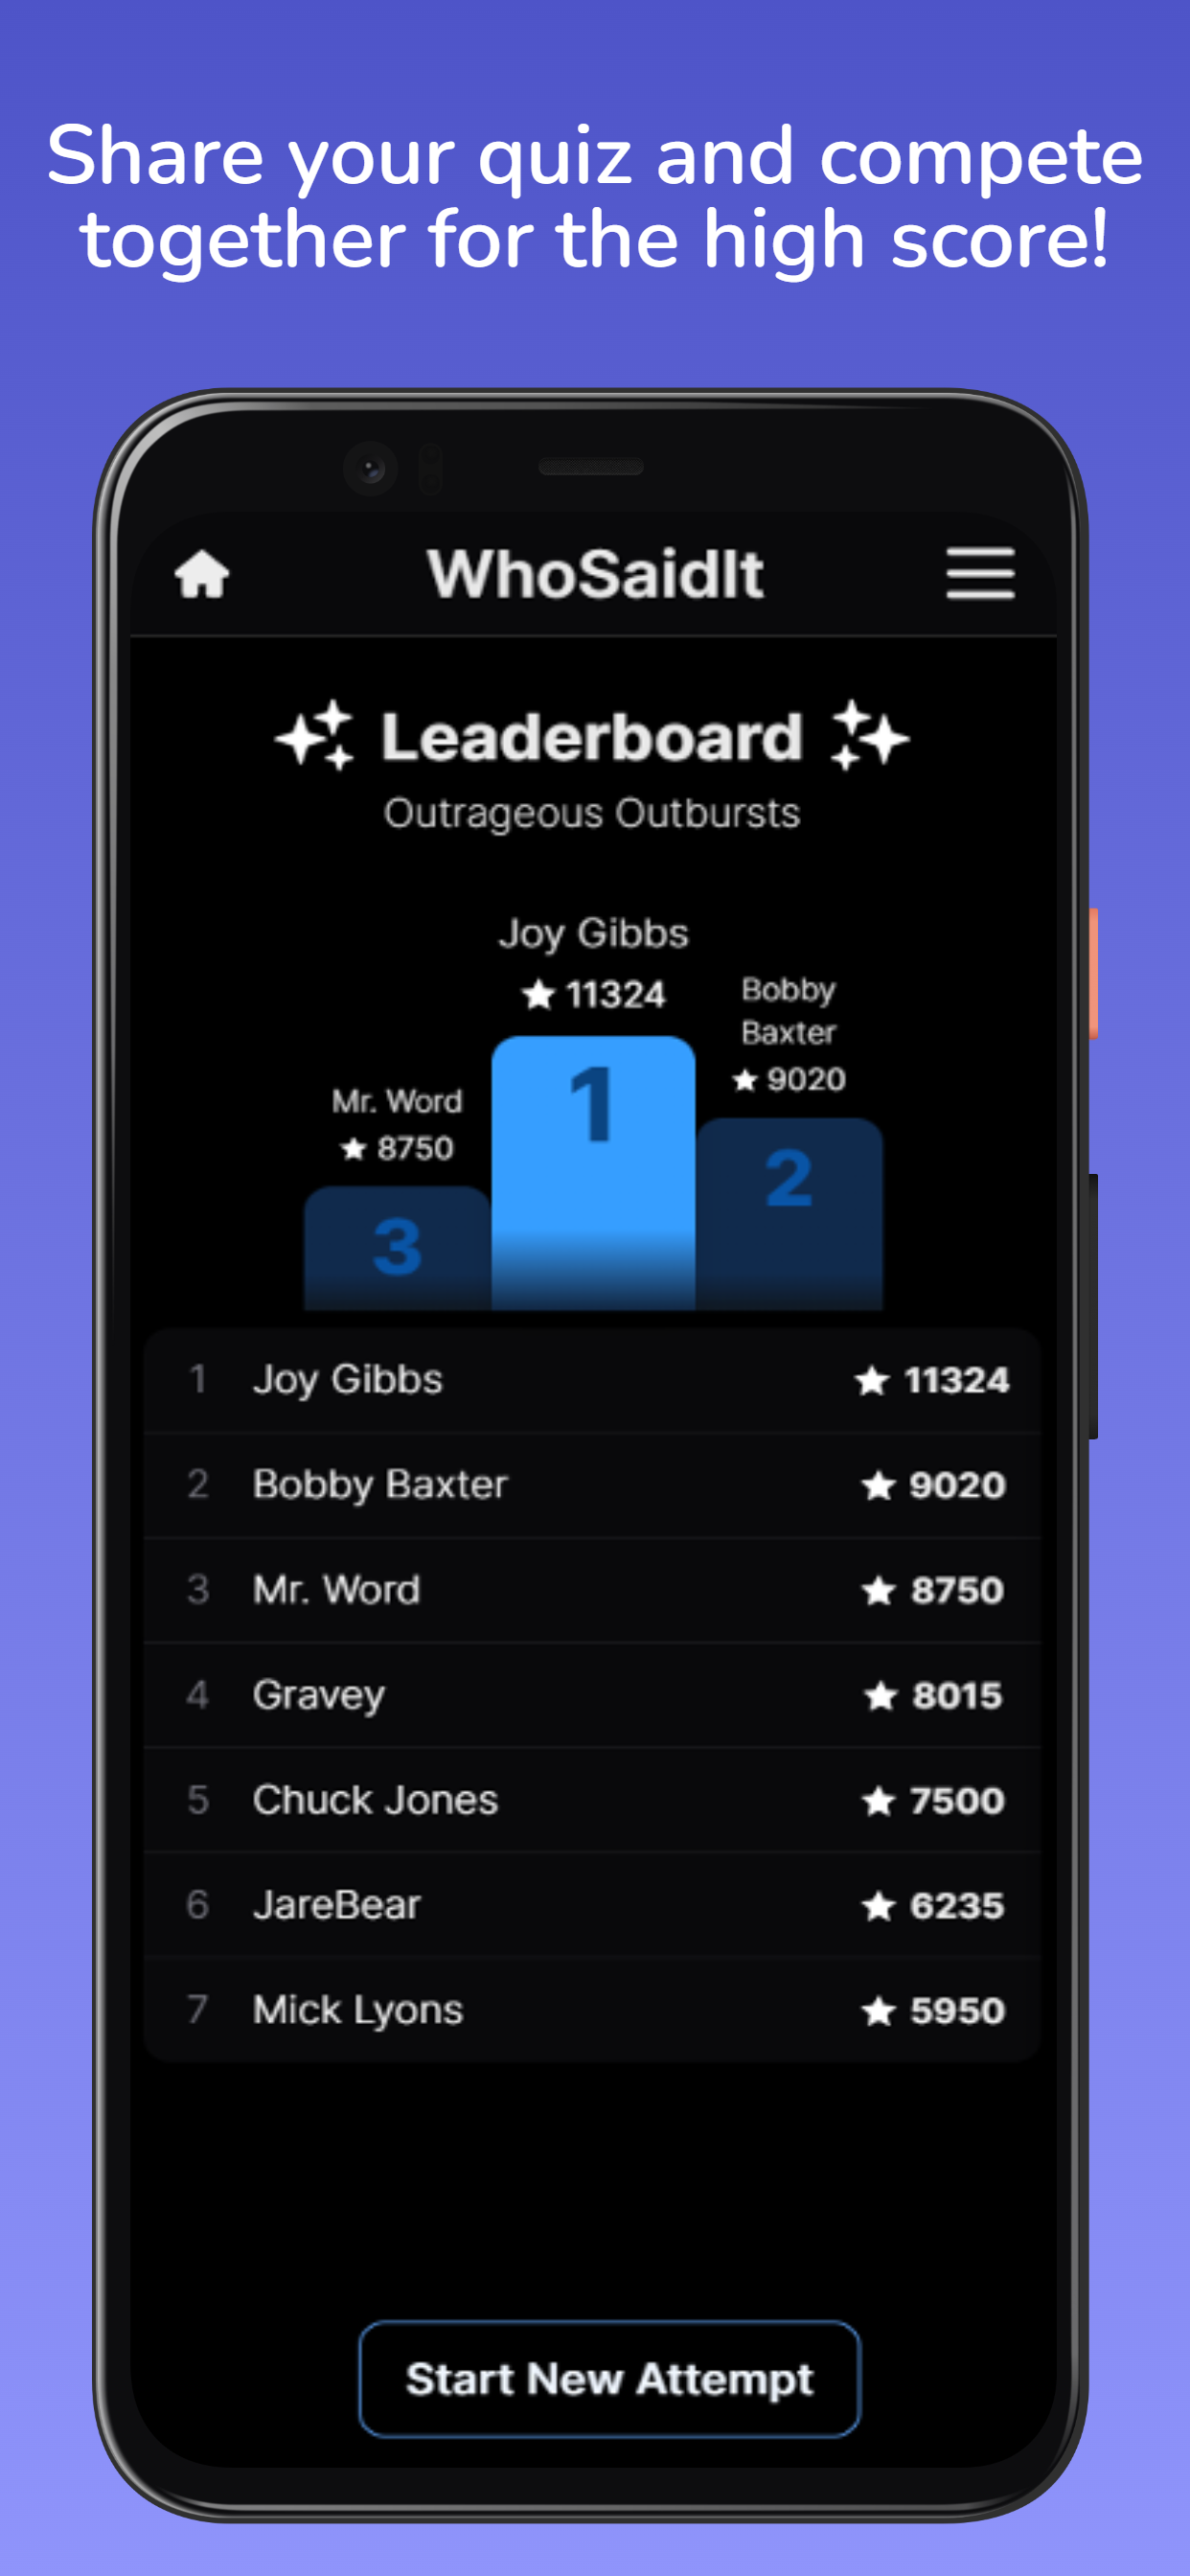 Share your quiz and compete
together for the high score!
WhoSaidIt
Leaderboard
Outrageous Outbursts
Joy Gibbs
11324
Bobby
Baxter
9020
Mr. Word
8750
1
2
3
1 Joy Gibbs 11324
2 Bobby Baxter 9020
3 Mr. Word 8750
4 Gravey 8015
5 Chuck Jones 7500
6 JareBear 6235
7 Mick Lyons 5950
Start New Attempt